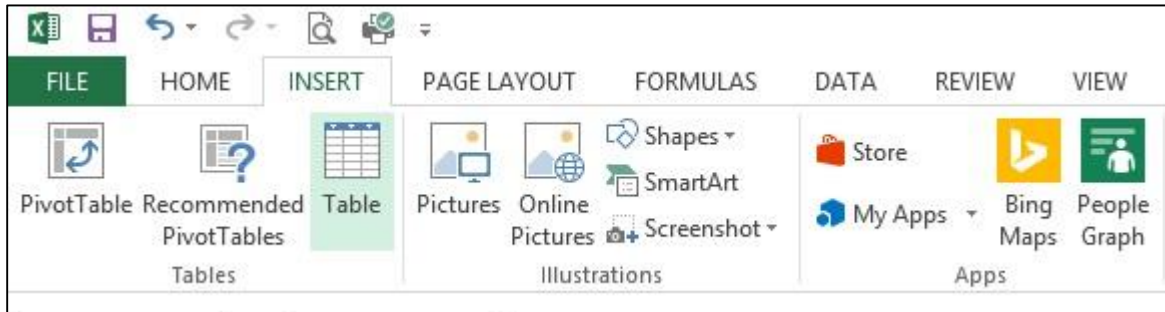 FILE HOME INSERT PAGE LAYOUT FORMULAS DATA REVIEW VIEW
PivotTable Recommended PivotTables Table
Pictures Online Pictures Shapes SmartArt Screenshot
Store My Apps Bing Maps People Graph
Tables Illustrations Apps